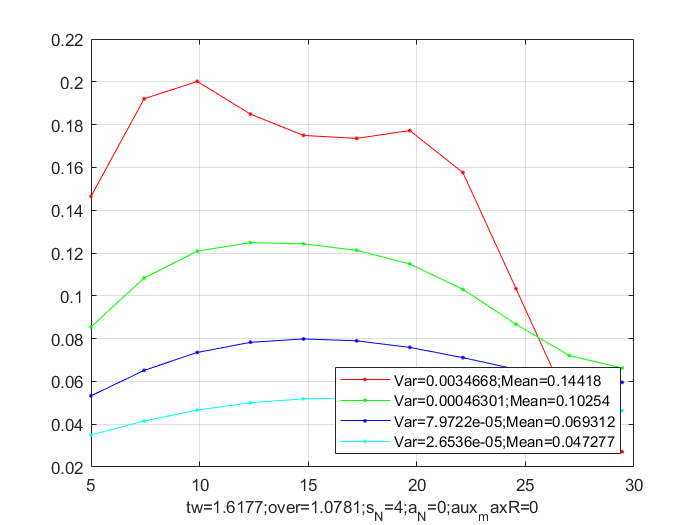 0.22
0.2
0.18
0.16
0.14
0.12
0.1
0.08
0.06
0.04
0.02
Var=0.0034668;Mean=0.14418
Var=0.00046301;Mean=0.10254
Var=7.9722e-05;Mean=0.069312
Var=2.6536e-05;Mean=0.047277
5 10 15 20 25 30
tw=1.6177;over=1.0781;s_N=4;a_N=0;aux_maxR=0